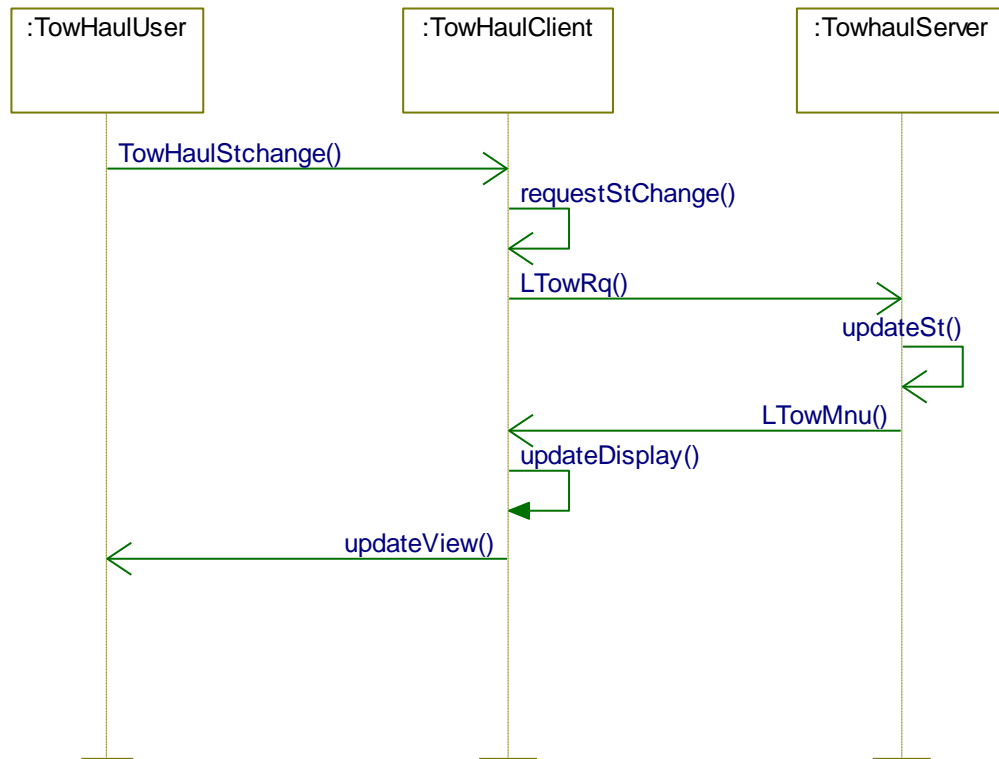 :TowHaulUser
:TowHaulClient
:TowhaulServer
TowHaulStchange()
requestStChange()
LTowRq()
updateSt()
LTowMnu()
updateDisplay()
updateView()